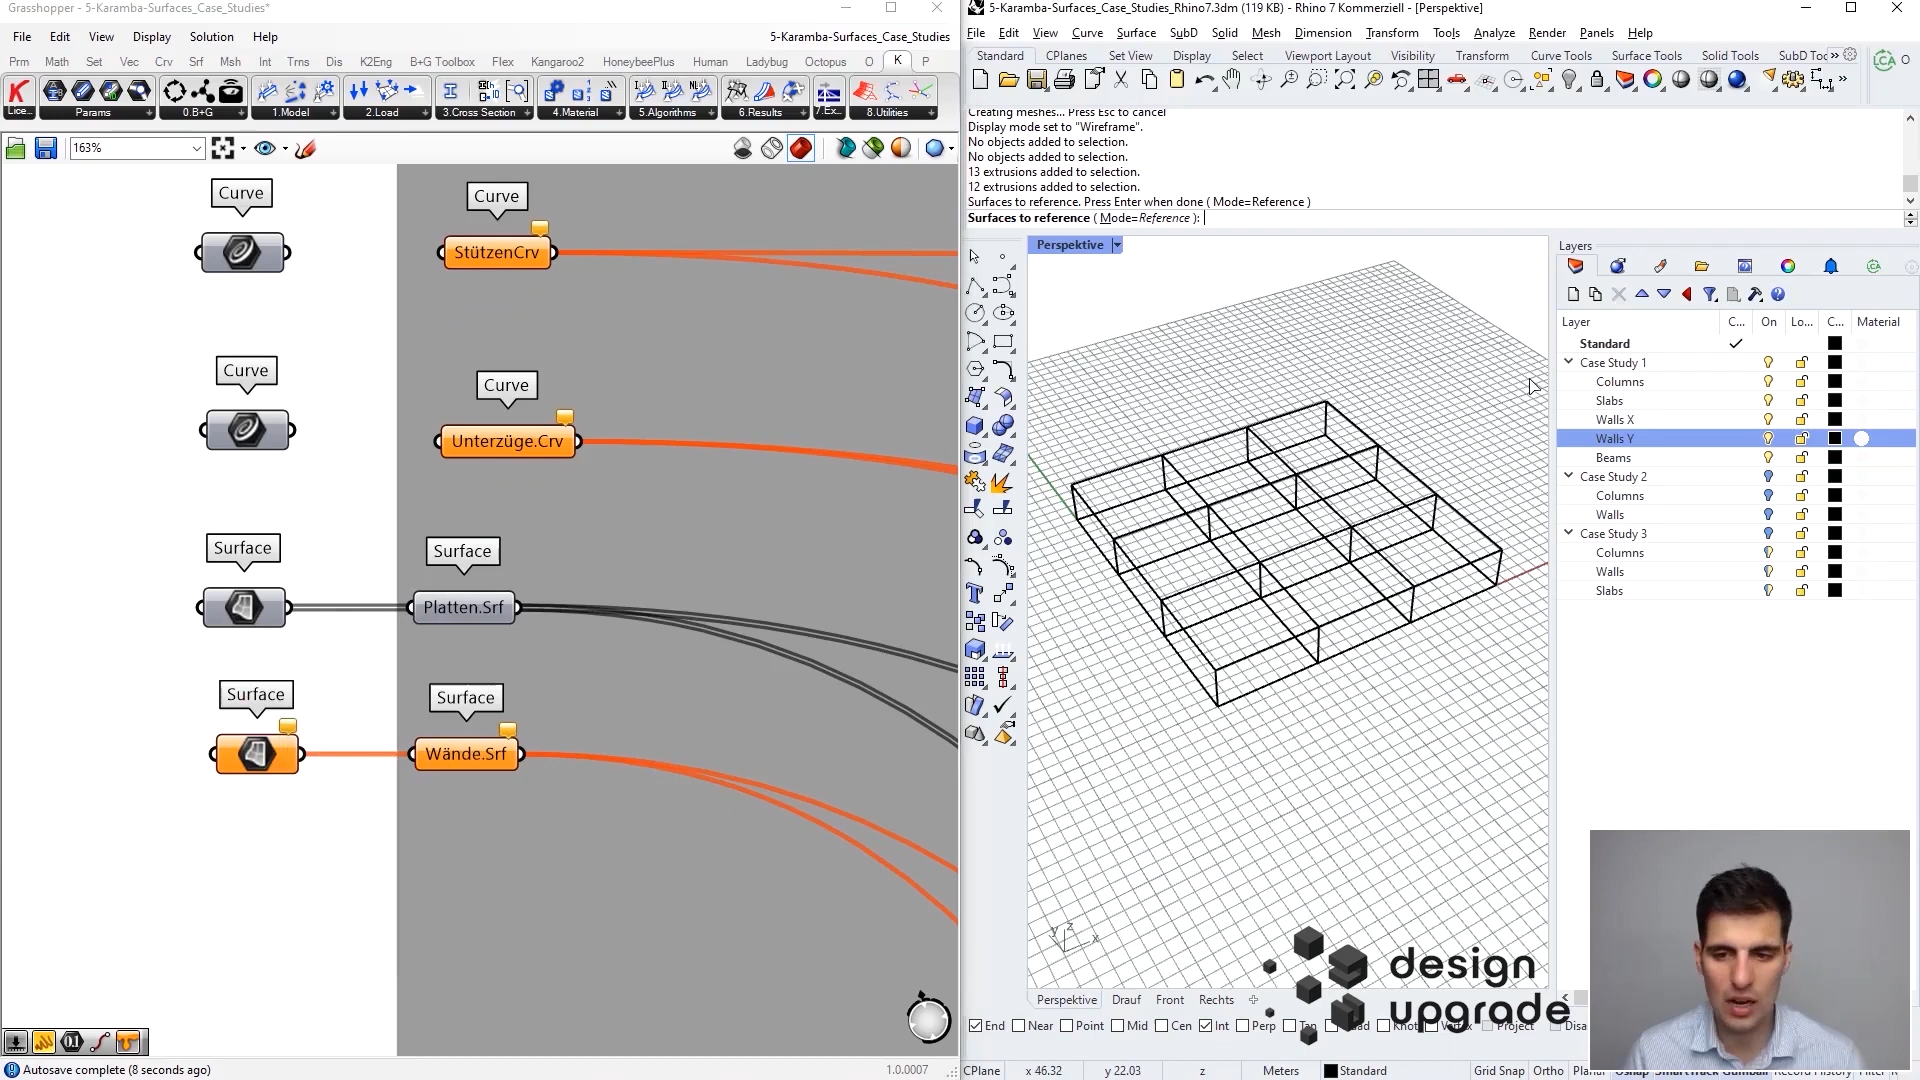 Grasshopper - 5-Karamba-Surfaces_Case_Studies*
File Edit View Display Solution Help
5-Karamba-Surfaces_Case_Studies
Prm Math Set Vec Crv Srf Msh Int Trns Dis K2Eng B+G Toolbox Flex Kangaroo2 HoneybeePlus Human Ladybug Octopus O K P
Lice... Params 0.B+G 1.Model 2.Load 3.Cross Section 4.Material 5.Algorithms 6.Results 7.Ex... 8.Utilities
163%
Curve
Curve
StützenCrv
Curve
Curve
Unterzüge.Crv
Surface
Surface
Platten.Srf
Surface
Surface
Wände.Srf
Autosave complete (8 seconds ago)
1.0.0007
5-Karamba-Surfaces_Case_Studies_Rhino7.3dm (119 KB) - Rhino 7 Kommerziell - [Perspektive]
File Edit View Curve Surface SubD Solid Mesh Dimension Transform Tools Analyze Render Panels Help
Standard CPlanes Set View Display Select Viewport Layout Visibility Transform Curve Tools Surface Tools Solid Tools SubD Toc
Creating meshes... Press Esc to cancel
Display mode set to "Wireframe".
No objects added to selection.
No objects added to selection.
13 extrusions added to selection.
12 extrusions added to selection.
Surfaces to reference. Press Enter when done ( Mode=Reference )
Surfaces to reference ( Mode=Reference ):
Perspektive
y z x
Perspektive Drauf Front Rechts
End Near Point Mid Cen Int Perp Project Disa
CPlane x 46.32 y 22.03 z Meters Standard Grid Snap Ortho
Layers
Layer C... On Lo... C... Material
Standard
Case Study 1
Columns
Slabs
Walls X
Walls Y
Beams
Case Study 2
Columns
Walls
Case Study 3
Columns
Walls
Slabs
design
upgrade